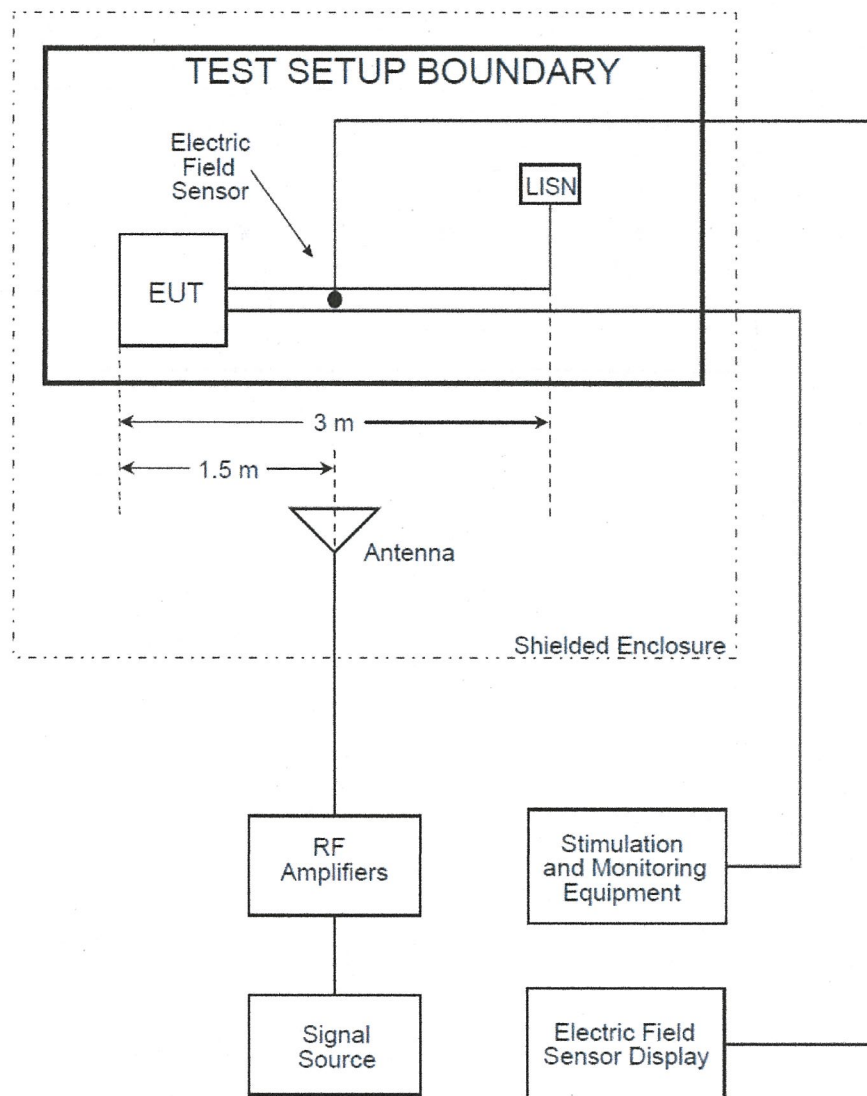 TEST SETUP BOUNDARY
Electric
Field
Sensor
LISN
EUT
3 m
1.5 m
Antenna
Shielded Enclosure
RF
Amplifiers
Stimulation
and Monitoring
Equipment
Signal
Source
Electric Field
Sensor Display